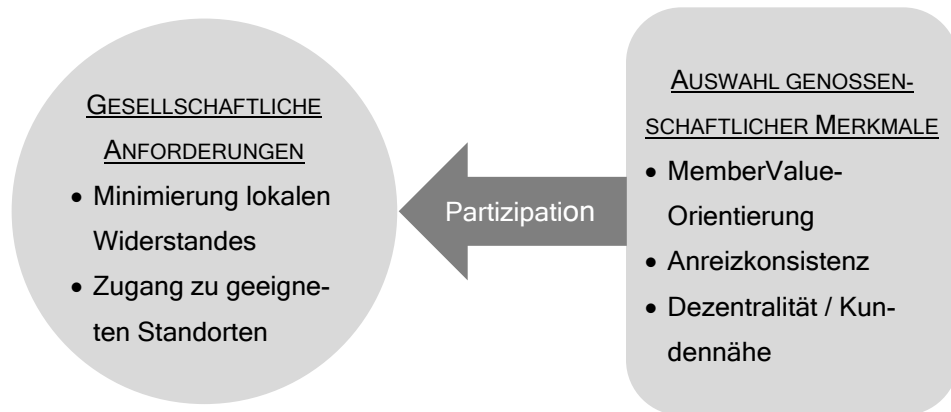 GESELLSCHAFTLICHE
ANFORDERUNGEN
• Minimierung lokalen
Widerstandes
• Zugang zu geeigne-
ten Standorten
Partizipation
AUSWAHL GENOSSEN-
SCHAFTLICHER MERKMALE
• MemberValue-
Orientierung
• Anreizkonsistenz
• Dezentralität / Kun-
dennähe